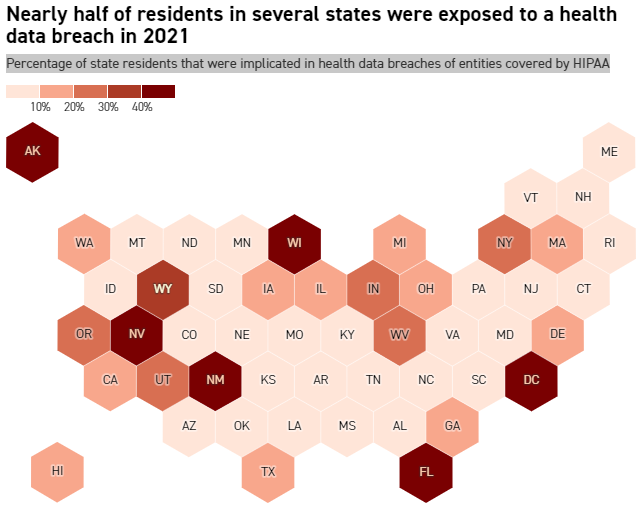 Nearly half of residents in several states were exposed to a health
data breach in 2021
Percentage of state residents that were implicated in health data breaches of entities covered by HIPAA
10% 20% 30% 40%
AK ME
VT NH
WA MT ND MN WI MI NY MA RI
ID WY SD IA IL IN OH PA NJ CT
OR NV CO NE MO KY WV VA MD DE
CA UT NM KS AR TN NC SC DC
AZ OK LA MS AL GA
HI TX FL